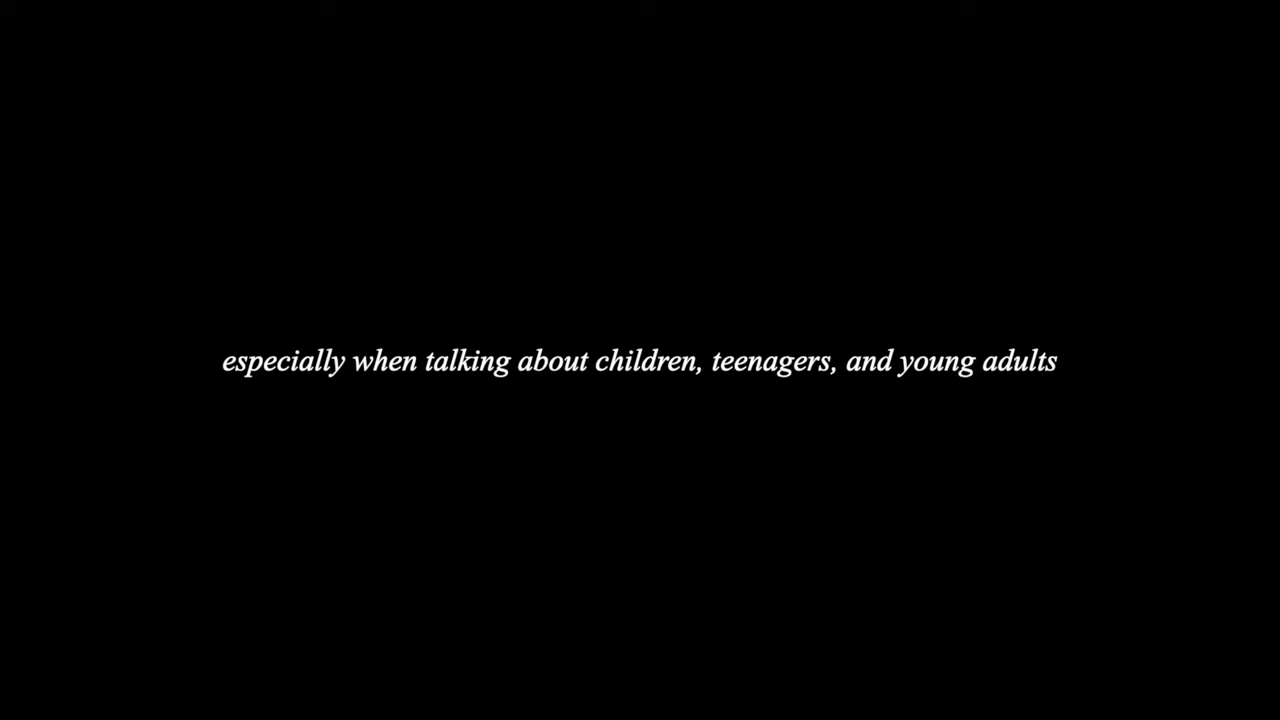 especially when talking about children, teenagers, and young adults